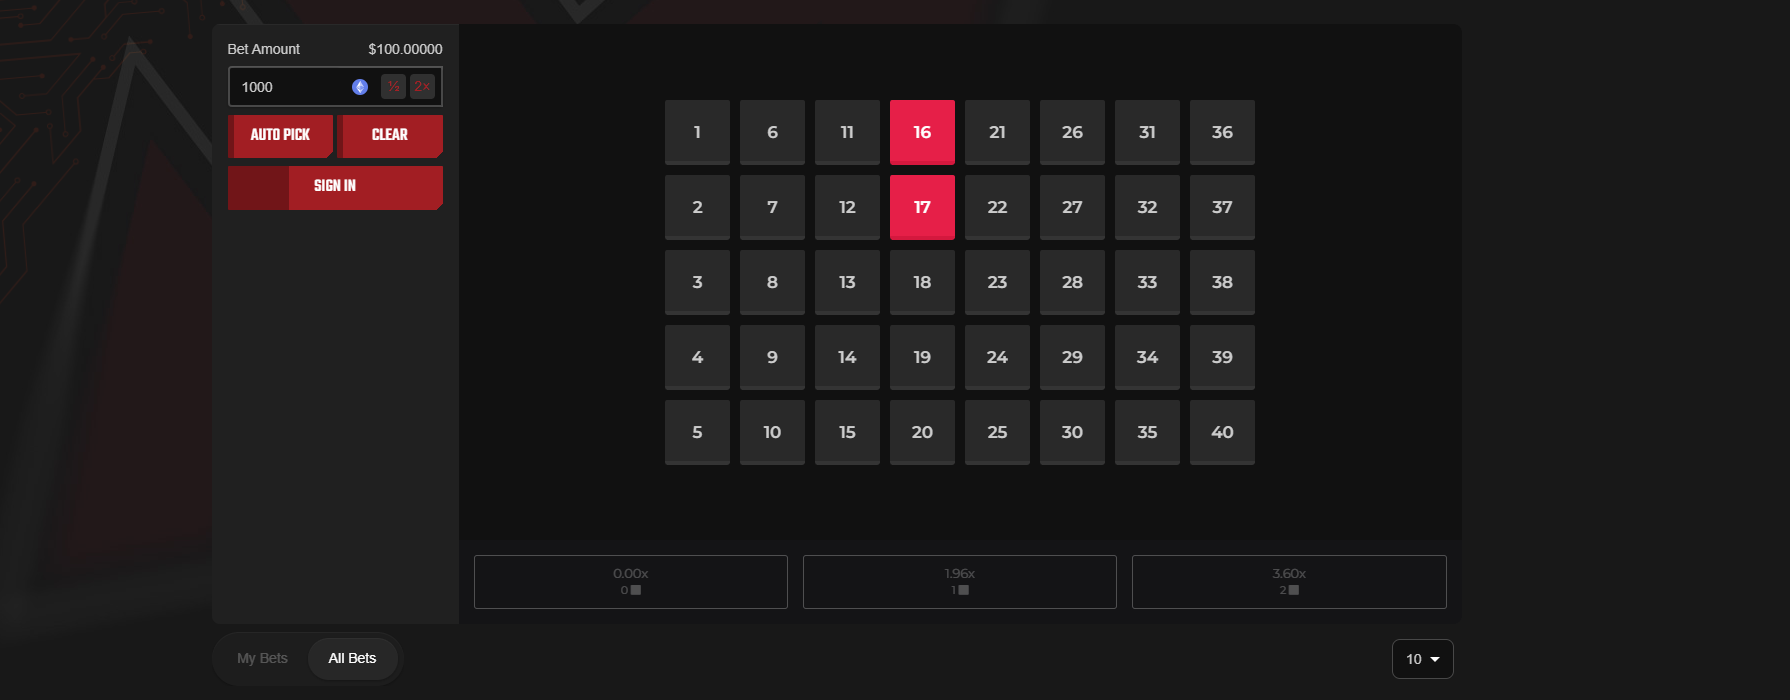 Bet Amount $100.00000
1000 ½ 2×
AUTO PICK CLEAR
SIGN IN
1 6 11 16 21 26 31 36
2 7 12 17 22 27 32 37
3 8 13 18 23 28 33 38
4 9 14 19 24 29 34 39
5 10 15 20 25 30 35 40
0.00x 1.96x 3.60x
0 1 2
My Bets All Bets 10